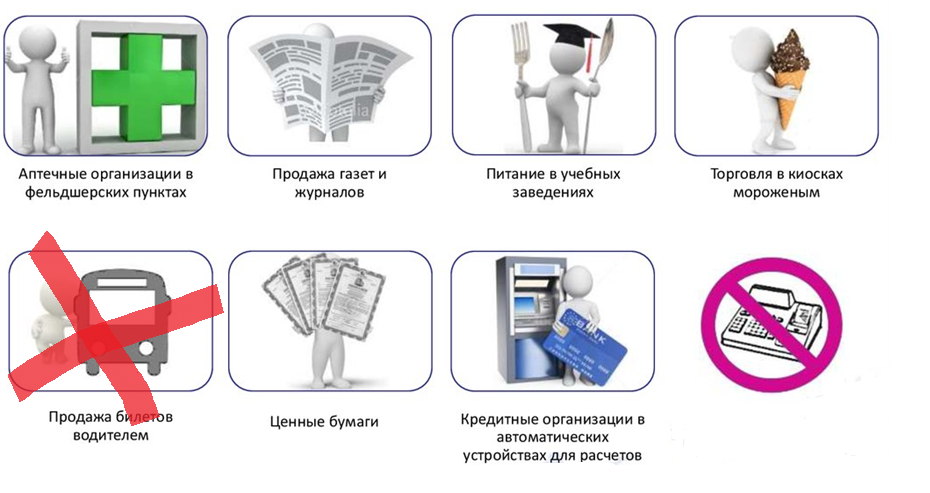 Аптечные организации в
фельдшерских пунктах
Продажа газет и
журналов
Питание в учебных
заведениях
Торговля в киосках
мороженым
Продажа билетов
водителем
Ценные бумаги
Кредитные организации в
автоматических
устройствах для расчетов
BANK